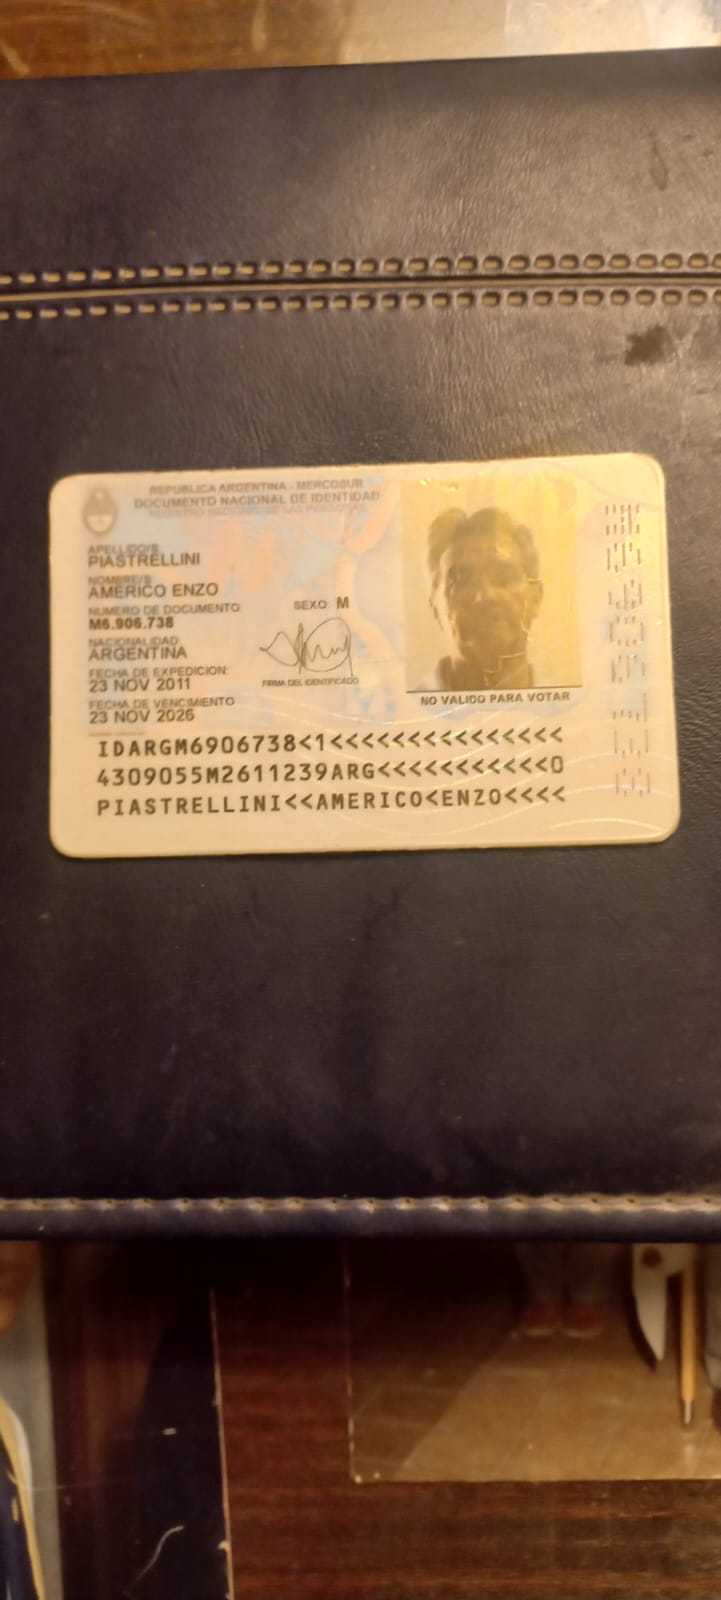 REPUBLICA ARGENTINA - MERCOSUR
DOCUMENTO NACIONAL DE IDENTIDAD
REGISTRO NACIONAL DE LAS PERSONAS
APELLIDO/S
PIASTRELLINI
NOMBRE/S
AMERICO ENZO
NUMERO DE DOCUMENTO
SEXO: M
M6.906.738
NACIONALIDAD:
ARGENTINA
FECHA DE EXPEDICION:
23 NOV 2011
FIRMA DEL IDENTIFICADO
FECHA DE VENCIMIENTO
23 NOV 2026
NO VALIDO PARA VOTAR
IDARGM6906738<1<<<<<<<<<<<<<<<
4309055M2611239ARG<<<<<<<<<<<0
PIASTRELLINI<<AMERICO<ENZO<<<<